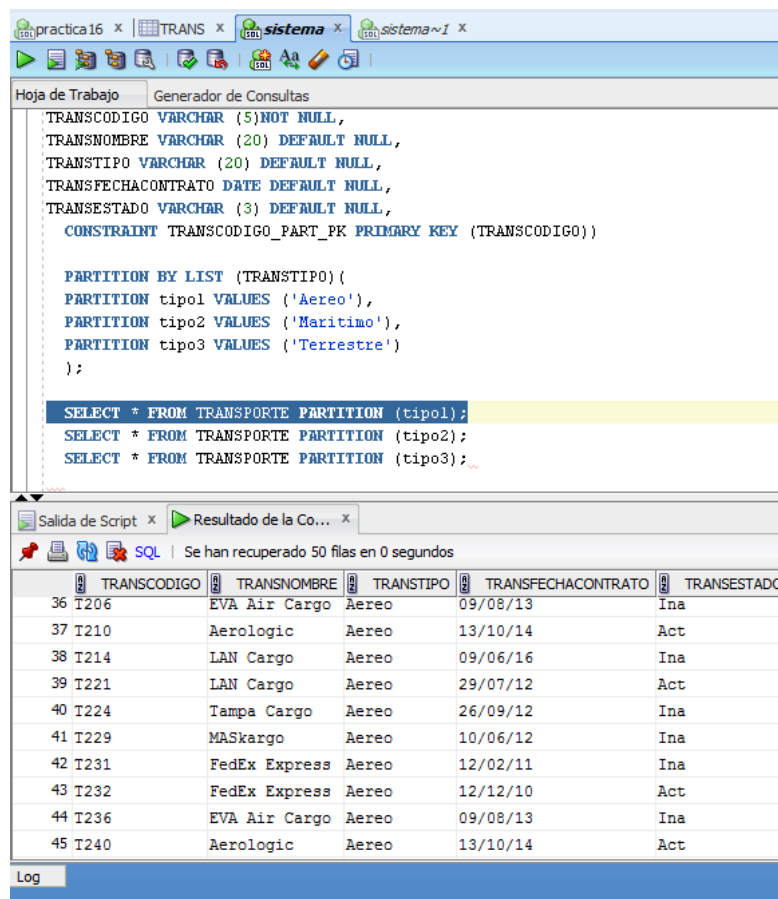 practica16 x TRANS x sistema x sistema~1 x
Hoja de Trabajo Generador de Consultas
TRANSCODIGO VARCHAR (5)NOT NULL,
TRANSNOMBRE VARCHAR (20) DEFAULT NULL,
TRANSTIPO VARCHAR (20) DEFAULT NULL,
TRANSFECHACONTRATO DATE DEFAULT NULL,
TRANSESTADO VARCHAR (3) DEFAULT NULL,
CONSTRAINT TRANSCODIGO_PART_PK PRIMARY KEY (TRANSCODIGO))
PARTITION BY LIST (TRANSTIPO)(
PARTITION tipo1 VALUES ('Aereo'),
PARTITION tipo2 VALUES ('Maritimo'),
PARTITION tipo3 VALUES ('Terrestre')
);
SELECT * FROM TRANSPORTE PARTITION (tipo1);
SELECT * FROM TRANSPORTE PARTITION (tipo2);
SELECT * FROM TRANSPORTE PARTITION (tipo3);
Salida de Script x Resultado de la Co... x
SQL | Se han recuperado 50 filas en 0 segundos
TRANSCODIGO TRANSNOMBRE TRANSTIPO TRANSFECHACONTRATO TRANSESTADO
36 T206 EVA Air Cargo Aereo 09/08/13 Ina
37 T210 Aerologic Aereo 13/10/14 Act
38 T214 LAN Cargo Aereo 09/06/16 Ina
39 T221 LAN Cargo Aereo 29/07/12 Act
40 T224 Tampa Cargo Aereo 26/09/12 Ina
41 T229 MASkargo Aereo 10/06/12 Ina
42 T231 FedEx Express Aereo 12/02/11 Ina
43 T232 FedEx Express Aereo 12/12/10 Act
44 T236 EVA Air Cargo Aereo 09/08/13 Ina
45 T240 Aerologic Aereo 13/10/14 Act
Log